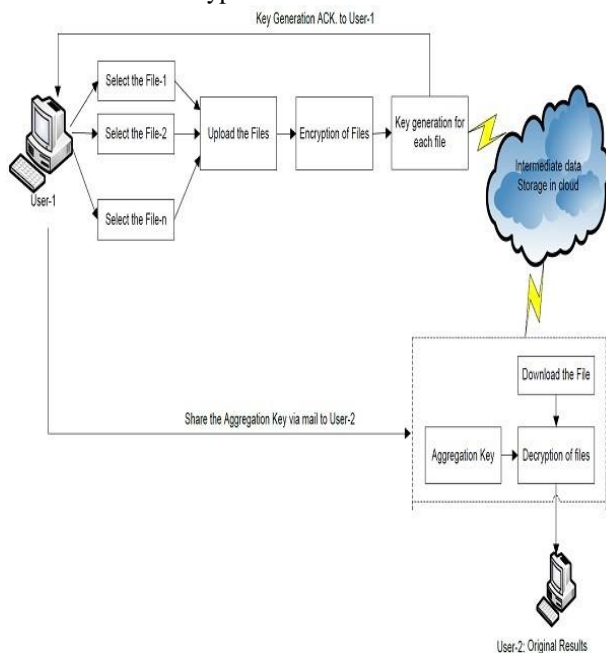 Key Generation ACK. to User-1
Select the File-1
Select the File-2
Select the File-n
Upload the Files
Encryption of Files
Key generation for
each file
User-1
Intermediate data
Storage in cloud
Download the File
Share the Aggregation Key via mail to User-2
Aggregation Key
Decryption of files
User-2: Original Results